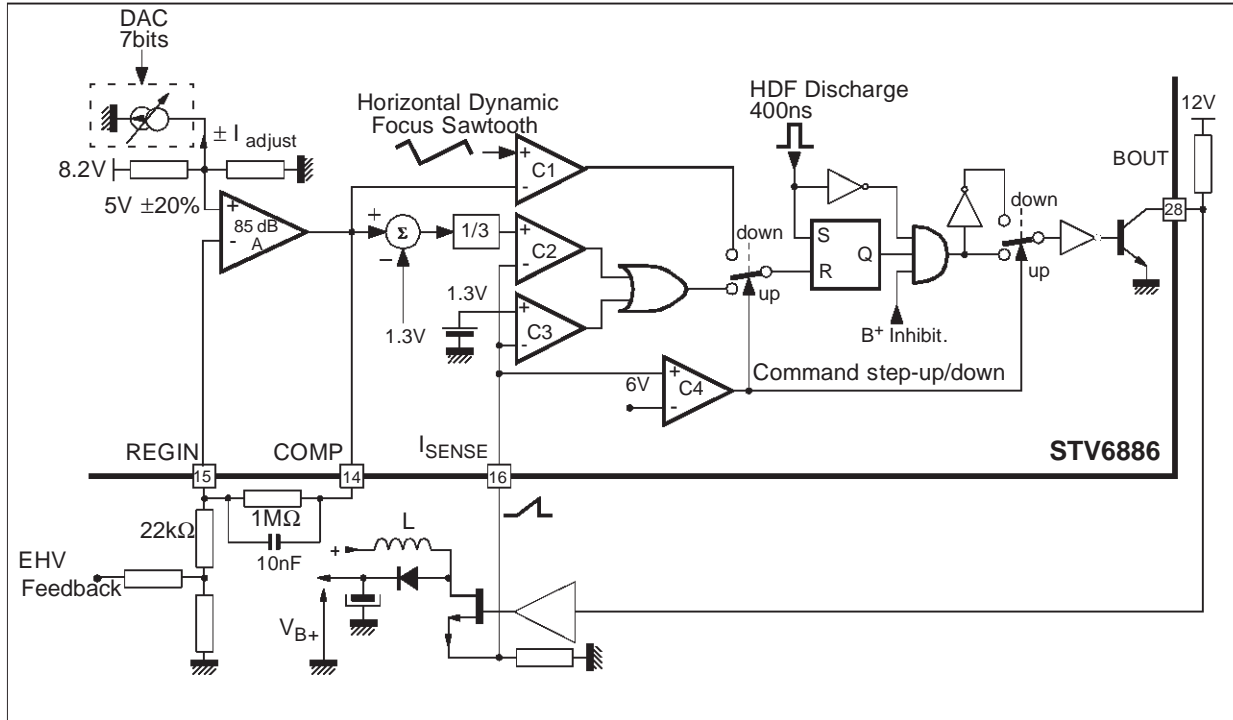 DAC
7bits
± I adjust
8.2V
5V ±20%
+
85 dB
A
-
Horizontal Dynamic
Focus Sawtooth
+
C1
-
HDF Discharge
400ns
12V
BOUT
28
+
Σ
−
1/3
+
C2
-
1.3V
1.3V
+
C3
-
down
up
S
R
Q
B+ Inhibit.
down
up
6V
+
C4
-
Command step-up/down
STV6886
REGIN
15
COMP
14
ISENSE
16
22kΩ
1MΩ
10nF
L
+
EHV
Feedback
VB+